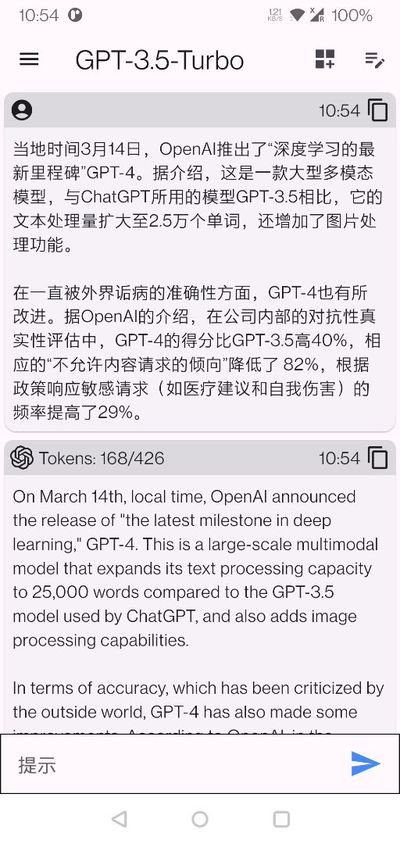 10:54
121
KB/S
100%
GPT-3.5-Turbo
10:54
当地时间3月14日，OpenAI推出了“深度学习的最
新里程碑”GPT-4。据介绍，这是一款大型多模态
模型，与ChatGPT所用的模型GPT-3.5相比，它的
文本处理量扩大至2.5万个单词，还增加了图片处
理功能。
在一直被外界诟病的准确性方面，GPT-4也有所
改进。据OpenAI的介绍，在公司内部的对抗性真
实性评估中，GPT-4的得分比GPT-3.5高40%，相
应的“不允许内容请求的倾向”降低了 82%，根据
政策响应敏感请求（如医疗建议和自我伤害）的
频率提高了29%。
Tokens: 168/426
10:54
On March 14th, local time, OpenAI announced
the release of "the latest milestone in deep
learning," GPT-4. This is a large-scale multimodal
model that expands its text processing capacity
to 25,000 words compared to the GPT-3.5
model used by ChatGPT, and also adds image
processing capabilities.
In terms of accuracy, which has been criticized by
the outside world, GPT-4 has also made some
improvements. According to OpenAI, in the
提示